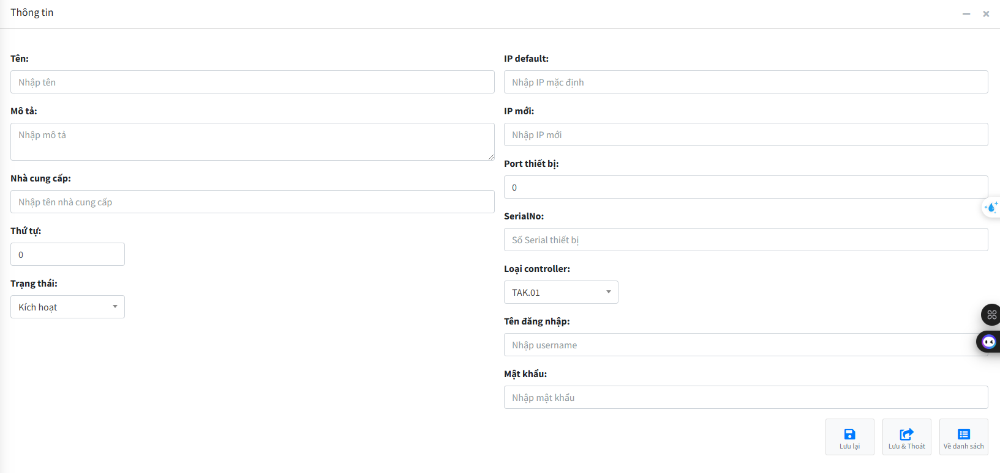 Thông tin
Tên:
Nhập tên
Mô tả:
Nhập mô tả
Nhà cung cấp:
Nhập tên nhà cung cấp
Thứ tự:
0
Trạng thái:
Kích hoạt
IP default:
Nhập IP mặc định
IP mới:
Nhập IP mới
Port thiết bị:
0
SerialNo:
Số Serial thiết bị
Loại controller:
TAK.01
Tên đăng nhập:
Nhập username
Mật khẩu:
Nhập mật khẩu
Lưu lại
Lưu & Thoát
Về danh sách